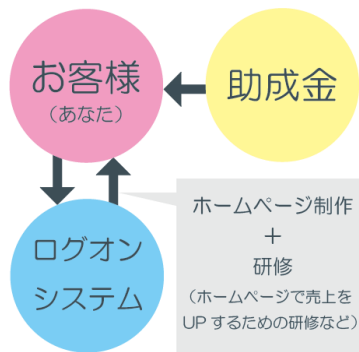 お客様
（あなた）
助成金
ログオン
システム
ホームページ制作
＋
研修
（ホームページで売上を
UPするための研修など）